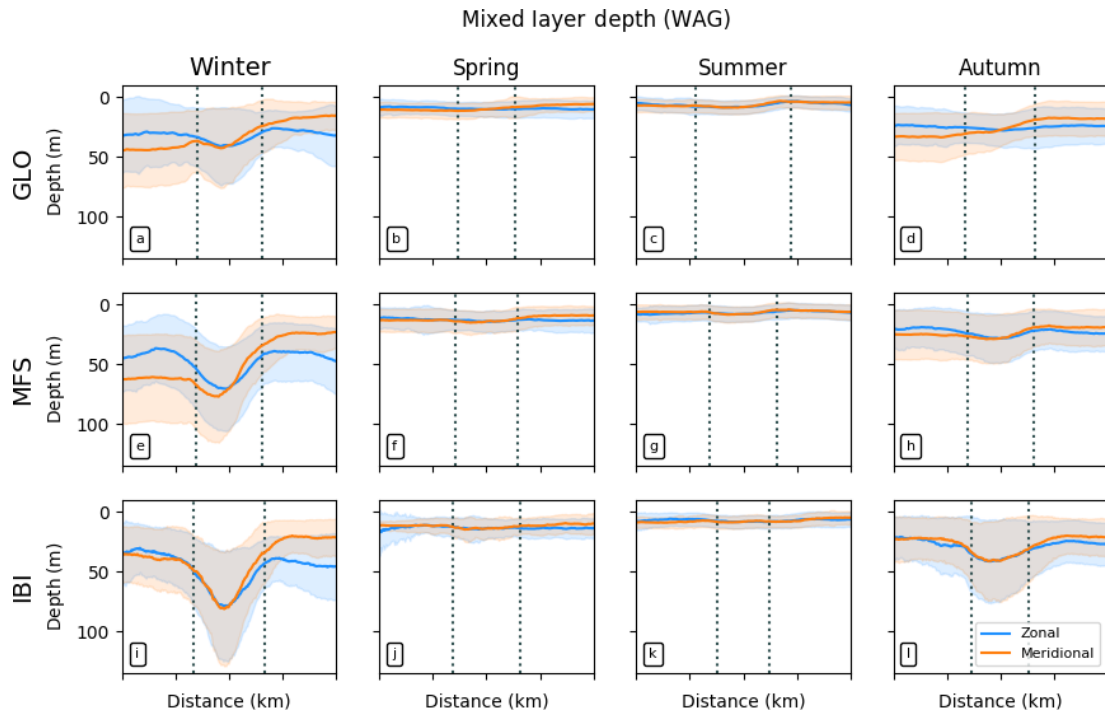 Mixed layer depth (WAG)
Winter Spring Summer Autumn
GLO
Depth (m)
0
50
100
a b c d
MFS
Depth (m)
0
50
100
e f g h
IBI
Depth (m)
0
50
100
i j k l
Zonal
Meridional
Distance (km) Distance (km) Distance (km) Distance (km)